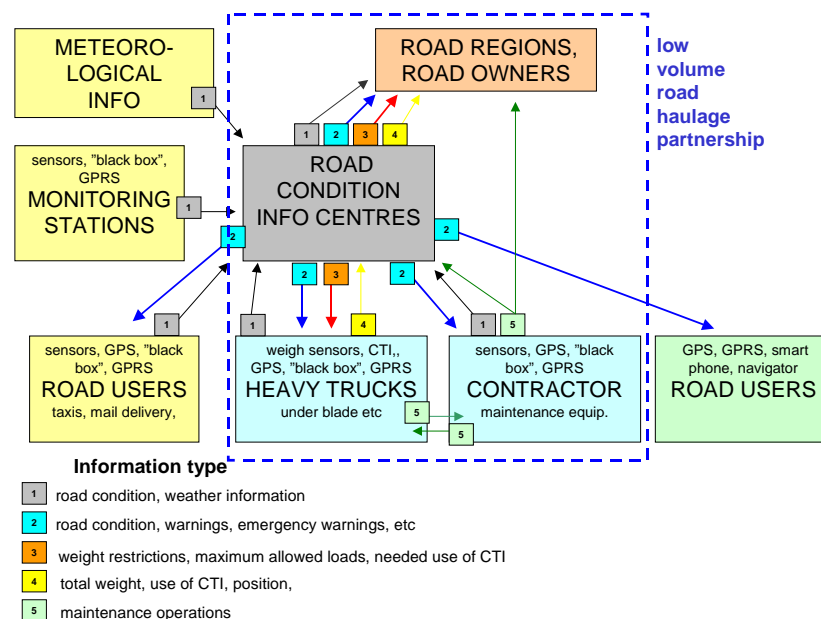 METEORO-
LOGICAL
INFO
1
ROAD REGIONS,
ROAD OWNERS
low
volume
road
haulage
partnership
1
2
3
4
sensors, ”black box”,
GPRS
MONITORING
STATIONS
1
ROAD
CONDITION
INFO CENTRES
2
2
2
3
2
1
1
4
1
5
sensors, GPS, ”black
box”, GPRS
ROAD USERS
taxis, mail delivery,
weigh sensors, CTI,,
GPS, ”black box”, GPRS
HEAVY TRUCKS
under blade etc
5
5
sensors, GPS, ”black
box”, GPRS
CONTRACTOR
maintenance equip.
GPS, GPRS, smart
phone, navigator
ROAD USERS
Information type
1 road condition, weather information
2 road condition, warnings, emergency warnings, etc
3 weight restrictions, maximum allowed loads, needed use of CTI
4 total weight, use of CTI, position,
5 maintenance operations